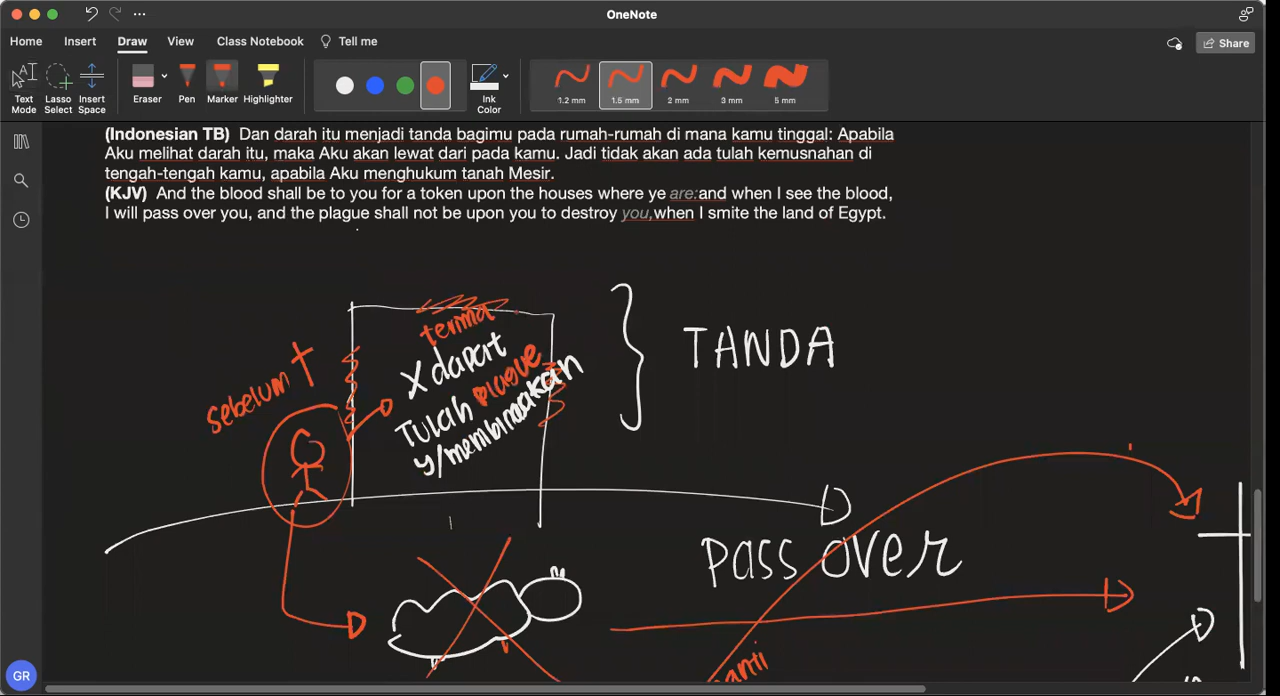 OneNote
Home Insert Draw View Class Notebook Tell me
Share
Text Mode
Lasso Select
Insert Space
Eraser
Pen
Marker
Highlighter
Ink Color
1.2 mm
1.5 mm
2 mm
3 mm
5 mm
(Indonesian TB) Dan darah itu menjadi tanda bagimu pada rumah-rumah di mana kamu tinggal: Apabila
Aku melihat darah itu, maka Aku akan lewat dari pada kamu. Jadi tidak akan ada tulah kemusnahan di
tengah-tengah kamu, apabila Aku menghukum tanah Mesir.
(KJV) And the blood shall be to you for a token upon the houses where ye are:and when I see the blood,
I will pass over you, and the plague shall not be upon you to destroy you,when I smite the land of Egypt.
terima
X dapat
Tulah plague
y/membinasakan
sebelum †
TANDA
pass over
anti
GR